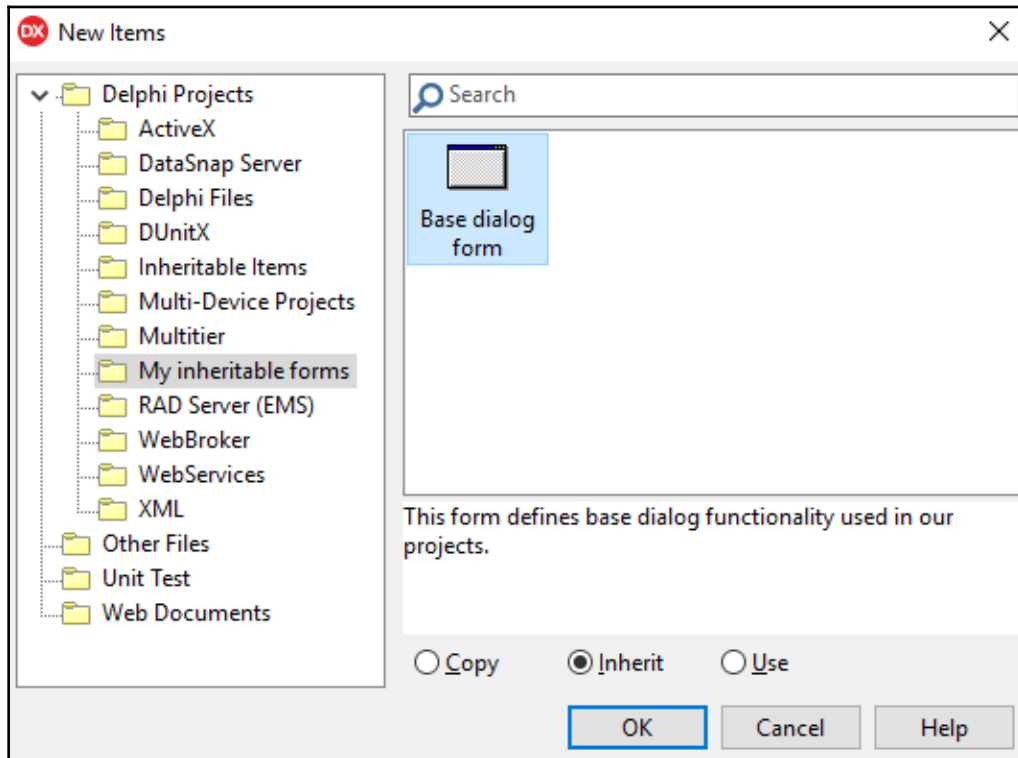 DX New Items
Delphi Projects
ActiveX
DataSnap Server
Delphi Files
DUnitX
Inheritable Items
Multi-Device Projects
Multitier
My inheritable forms
RAD Server (EMS)
WebBroker
WebServices
XML
Other Files
Unit Test
Web Documents
Search
Base dialog
form
This form defines base dialog functionality used in our
projects.
Copy Inherit Use
OK Cancel Help